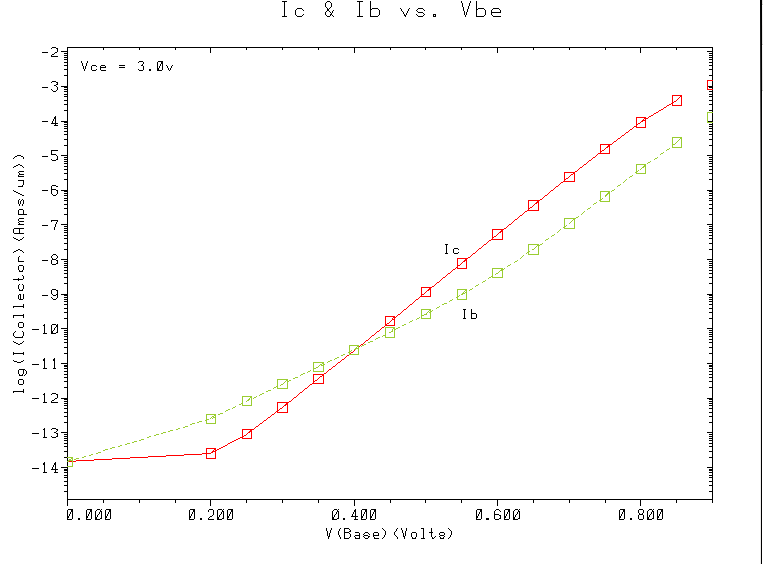 Ic & Ib vs. Vbe
Vce = 3.0v
-2
-3
-4
-5
-6
-7
-8
-9
-10
-11
-12
-13
-14
log(I(Collector)(Amps/um))
Ic
Ib
0.000 0.200 0.400 0.600 0.800
V(Base)(Volts)